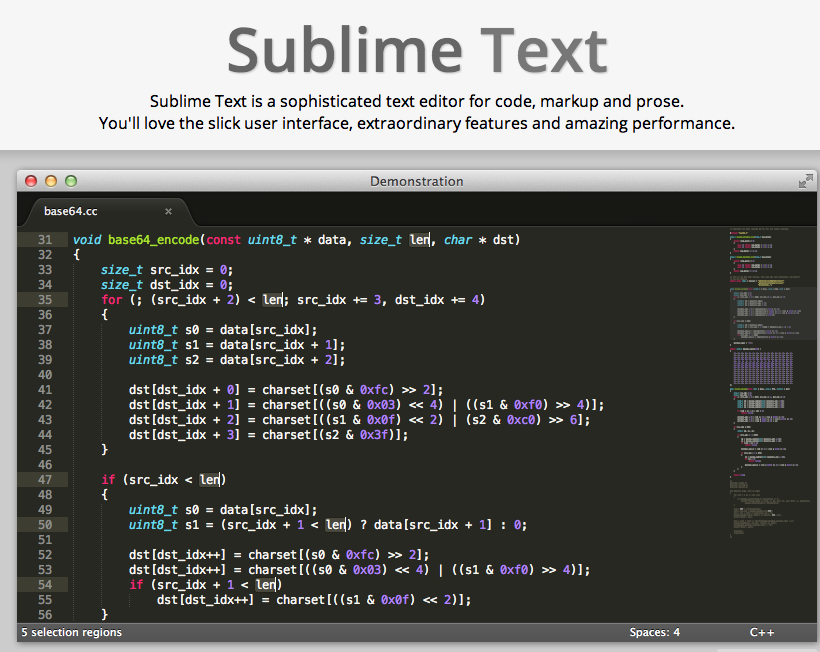 Sublime Text
Sublime Text is a sophisticated text editor for code, markup and prose.
You'll love the slick user interface, extraordinary features and amazing performance.
Demonstration
base64.cc ×
31 void base64_encode(const uint8_t * data, size_t len, char * dst)
32 {
33     size_t src_idx = 0;
34     size_t dst_idx = 0;
35     for (; (src_idx + 2) < len; src_idx += 3, dst_idx += 4)
36     {
37         uint8_t s0 = data[src_idx];
38         uint8_t s1 = data[src_idx + 1];
39         uint8_t s2 = data[src_idx + 2];
40
41         dst[dst_idx + 0] = charset[(s0 & 0xfc) >> 2];
42         dst[dst_idx + 1] = charset[((s0 & 0x03) << 4) | ((s1 & 0xf0) >> 4)];
43         dst[dst_idx + 2] = charset[((s1 & 0x0f) << 2) | (s2 & 0xc0) >> 6];
44         dst[dst_idx + 3] = charset[(s2 & 0x3f)];
45     }
46
47     if (src_idx < len)
48     {
49         uint8_t s0 = data[src_idx];
50         uint8_t s1 = (src_idx + 1 < len) ? data[src_idx + 1] : 0;
51
52         dst[dst_idx++] = charset[(s0 & 0xfc) >> 2];
53         dst[dst_idx++] = charset[((s0 & 0x03) << 4) | ((s1 & 0xf0) >> 4)];
54         if (src_idx + 1 < len)
55             dst[dst_idx++] = charset[((s1 & 0x0f) << 2)];
56     }
5 selection regions Spaces: 4 C++